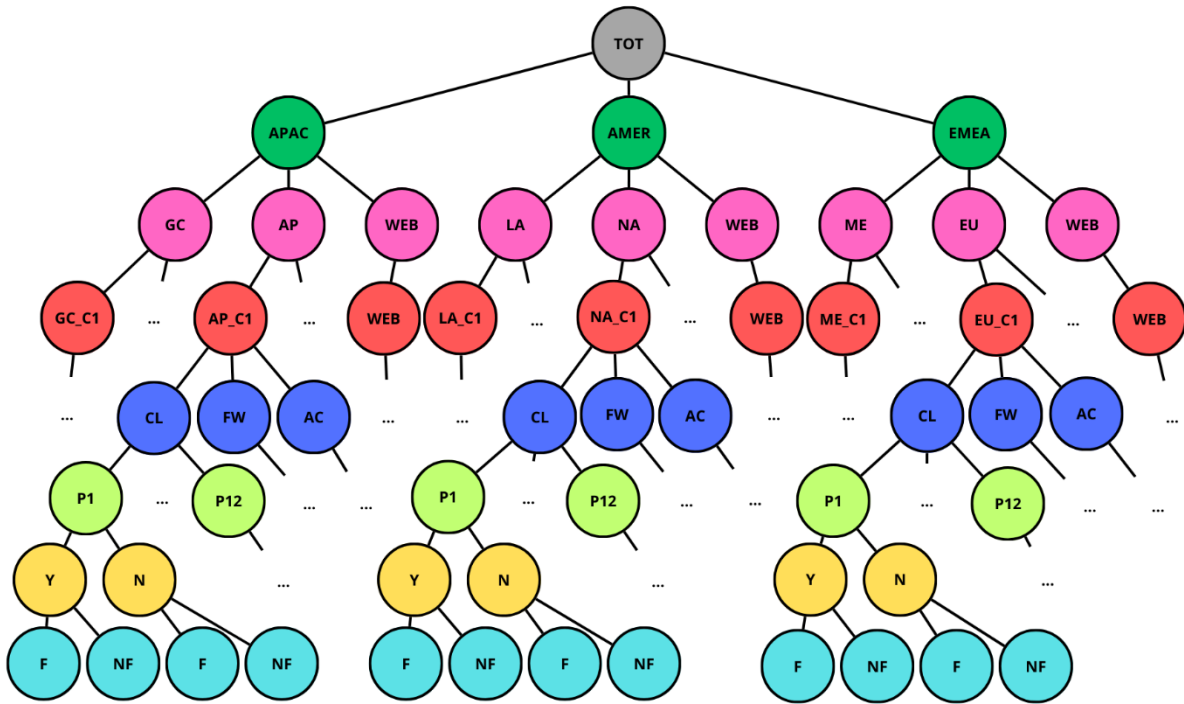 TOT
APAC AMER EMEA
GC AP WEB LA NA WEB ME EU WEB
GC_C1 ... AP_C1 ... WEB LA_C1 ... NA_C1 ... WEB ME_C1 ... EU_C1 ... WEB
... CL FW AC ... ... CL FW AC ... ... CL FW AC ...
P1 ... P12 ... ... P1 ... P12 ... ... P1 ... P12 ... ...
Y N ... Y N ... Y N ...
F NF F NF F NF F NF F NF F NF